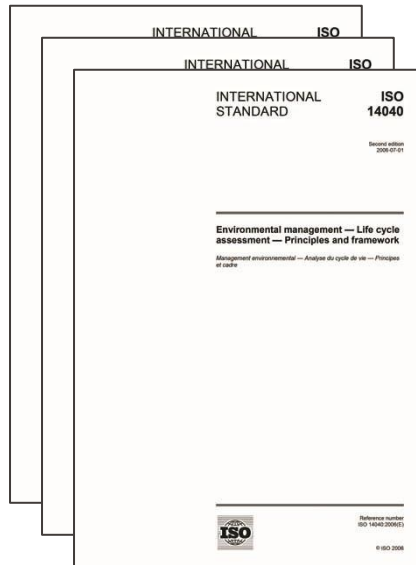 INTERNATIONAL ISO
INTERNATIONAL ISO
INTERNATIONAL ISO
STANDARD 14040
Second edition
2006-07-01
Environmental management — Life cycle
assessment — Principles and framework
Management environnemental — Analyse du cycle de vie — Principes
et cadre
ISO
Reference number
ISO 14040:2006(E)
© ISO 2006